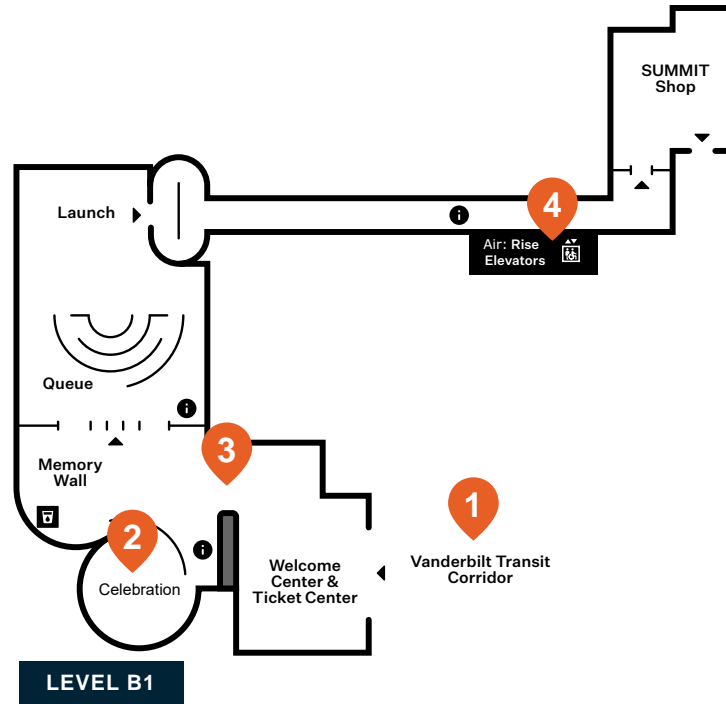 SUMMIT
Shop
4
Launch
i
Air: Rise
Elevators
Queue
i
3
Memory
Wall
1
2
i
Welcome
Center &
Ticket Center
Vanderbilt Transit
Corridor
Celebration
LEVEL B1